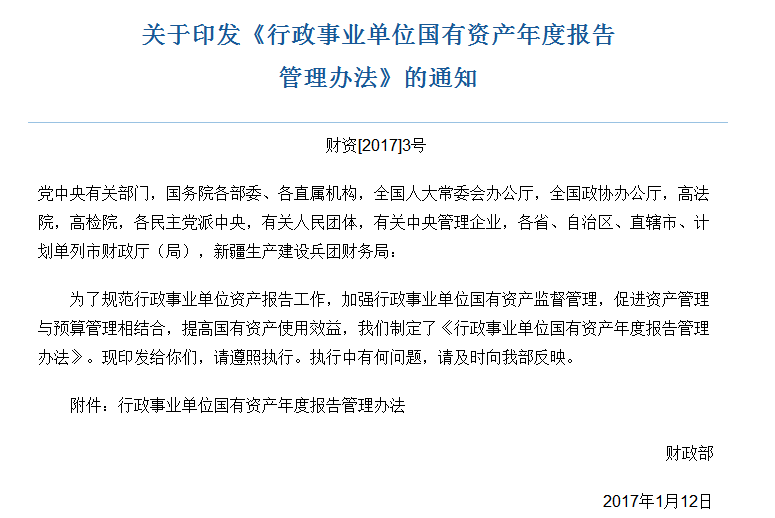 关于印发《行政事业单位国有资产年度报告
管理办法》的通知
财资[2017]3号
党中央有关部门，国务院各部委、各直属机构，全国人大常委会办公厅，全国政协办公厅，高法
院，高检院，各民主党派中央，有关人民团体，有关中央管理企业，各省、自治区、直辖市、计
划单列市财政厅（局），新疆生产建设兵团财务局：
为了规范行政事业单位资产报告工作，加强行政事业单位国有资产监督管理，促进资产管理
与预算管理相结合，提高国有资产使用效益，我们制定了《行政事业单位国有资产年度报告管理
办法》。现印发给你们，请遵照执行。执行中有何问题，请及时向我部反映。
附件：行政事业单位国有资产年度报告管理办法
财政部
2017年1月12日